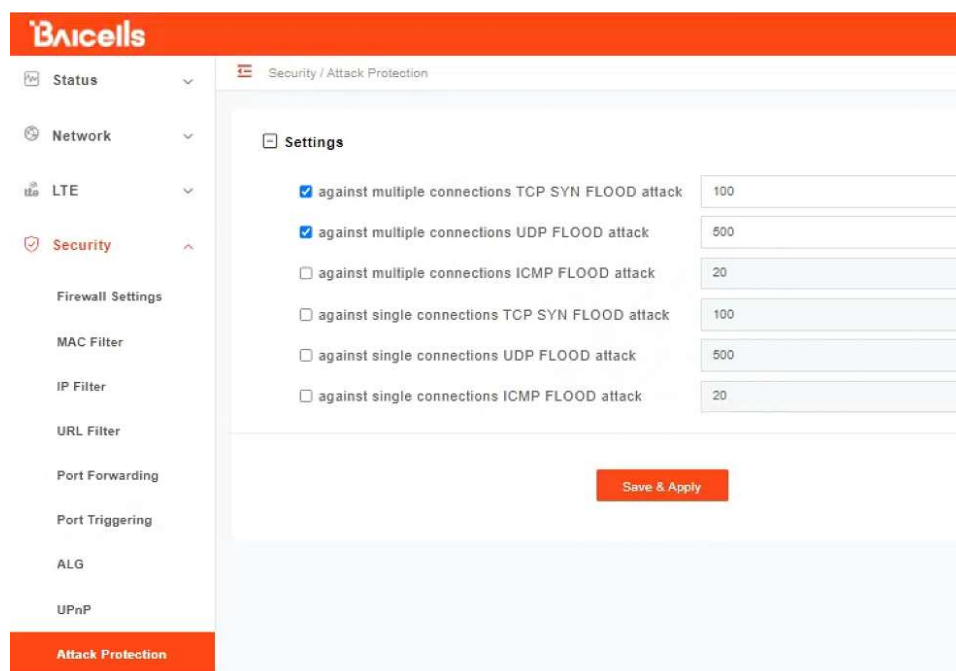 Baicells
Status
Security / Attack Protection
Network
Settings
LTE
against multiple connections TCP SYN FLOOD attack 100
against multiple connections UDP FLOOD attack 500
Security
against multiple connections ICMP FLOOD attack 20
Firewall Settings
against single connections TCP SYN FLOOD attack 100
MAC Filter
against single connections UDP FLOOD attack 500
IP Filter
against single connections ICMP FLOOD attack 20
URL Filter
Port Forwarding
Save & Apply
Port Triggering
ALG
UPnP
Attack Protection